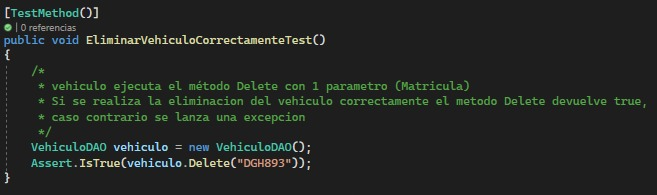 [TestMethod()]
| 0 referencias
public void EliminarVehiculoCorrectamenteTest()
{
/*
* vehiculo ejecuta el método Delete con 1 parametro (Matricula)
* Si se realiza la eliminacion del vehiculo correctamente el metodo Delete devuelve true,
* caso contrario se lanza una excepcion
*/
VehiculoDAO vehiculo = new VehiculoDAO();
Assert.IsTrue(vehiculo.Delete("DGH893"));
}